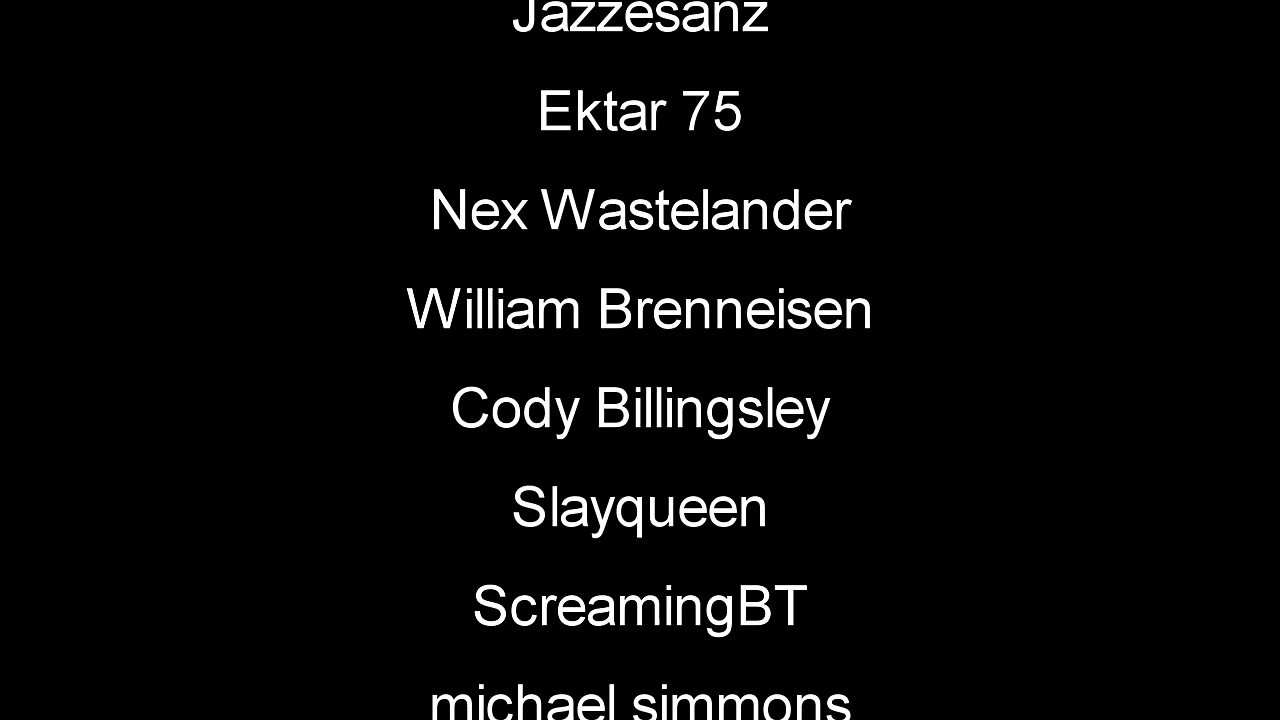 Jazzesanz
Ektar 75
Nex Wastelander
William Brenneisen
Cody Billingsley
Slayqueen
ScreamingBT
michael simmons